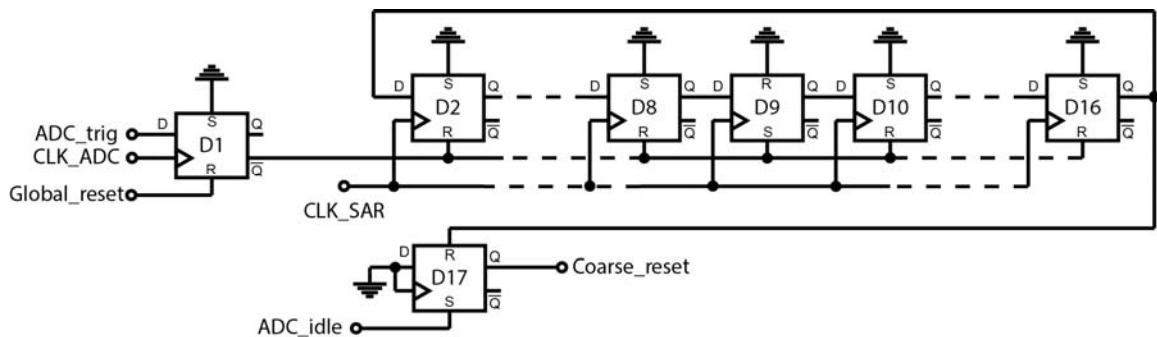 S S R S S
D Q D Q D Q D Q D Q
D2 D8 D9 D10 D16
Q Q Q Q Q
R R S R R
S
D Q
ADC_trig
D1
CLK_ADC
Q
R
Global_reset
CLK_SAR
R
D Q
D17
Coarse_reset
Q
S
ADC_idle